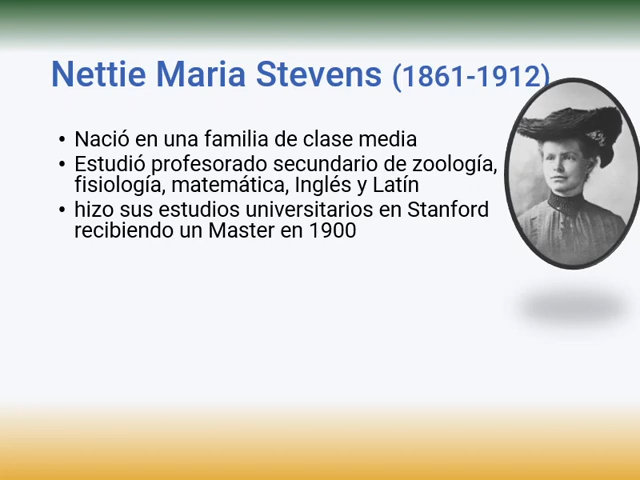 Nettie Maria Stevens (1861-1912)
• Nació en una familia de clase media
• Estudió profesorado secundario de zoología,
fisiología, matemática, Inglés y Latín
• hizo sus estudios universitarios en Stanford
recibiendo un Master en 1900